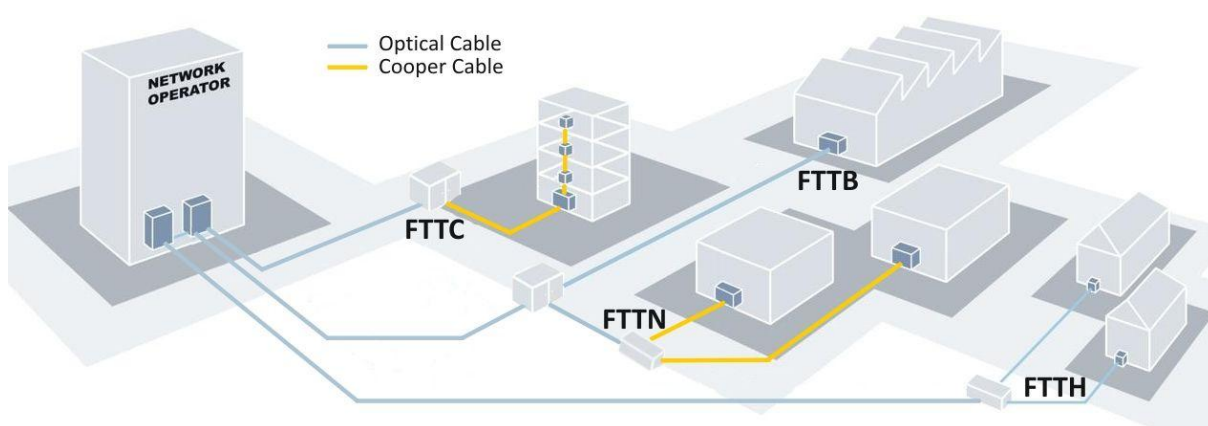 NETWORK
OPERATOR
Optical Cable
Cooper Cable
FTTC
FTTB
FTTN
FTTH